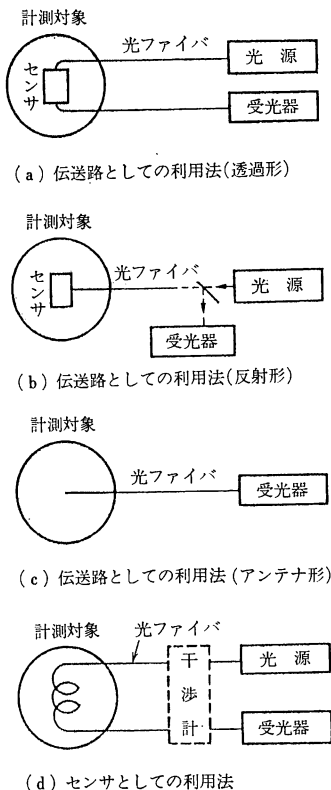 計測対象
光ファイバ
光源
センサ
受光器
(a) 伝送路としての利用法(透過形)
計測対象
光ファイバ
光源
センサ
受光器
(b) 伝送路としての利用法(反射形)
計測対象
光ファイバ
受光器
(c) 伝送路としての利用法(アンテナ形)
計測対象
光ファイバ
干渉計
光源
受光器
(d) センサとしての利用法